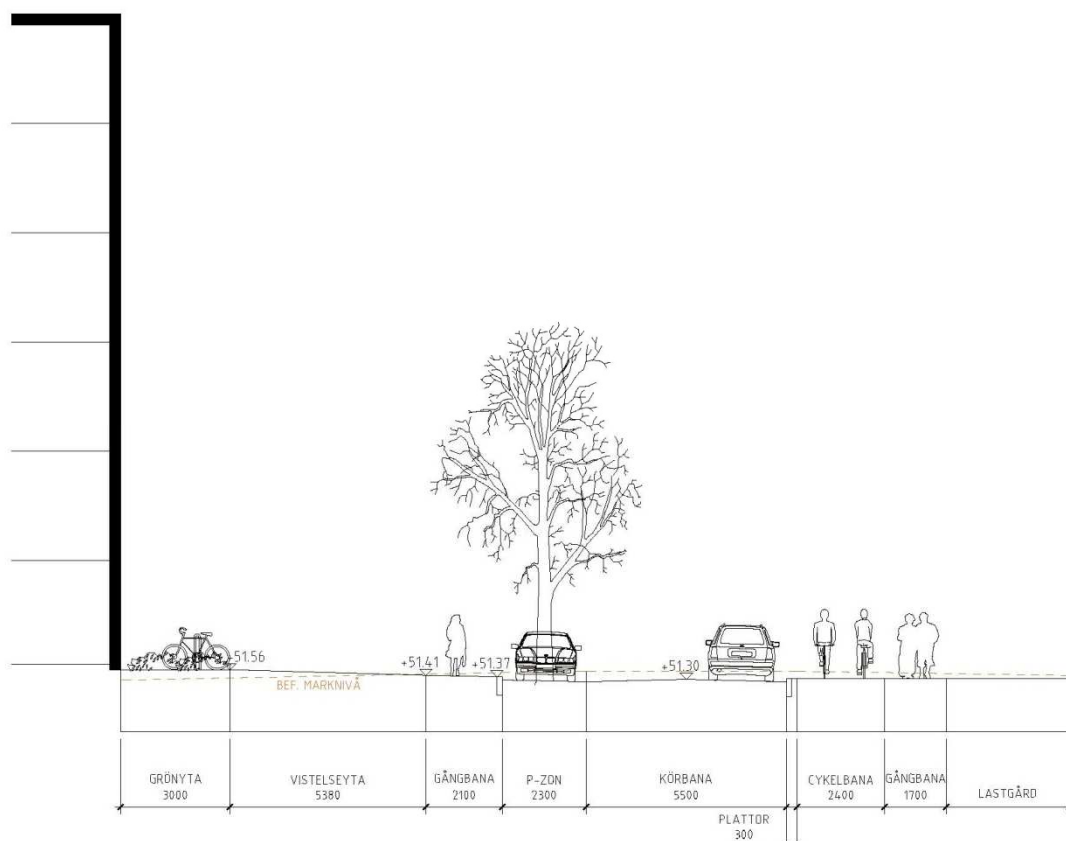 51.56
+51.41
+51.37
+51.30
BEF. MARKNIVÅ
GRÖNYTA
3000
VISTELSEYTA
5380
GÅNGBANA
2100
P-ZON
2300
KÖRBANA
5500
PLATTOR
300
CYKELBANA
2400
GÅNGBANA
1700
LASTGÅRD